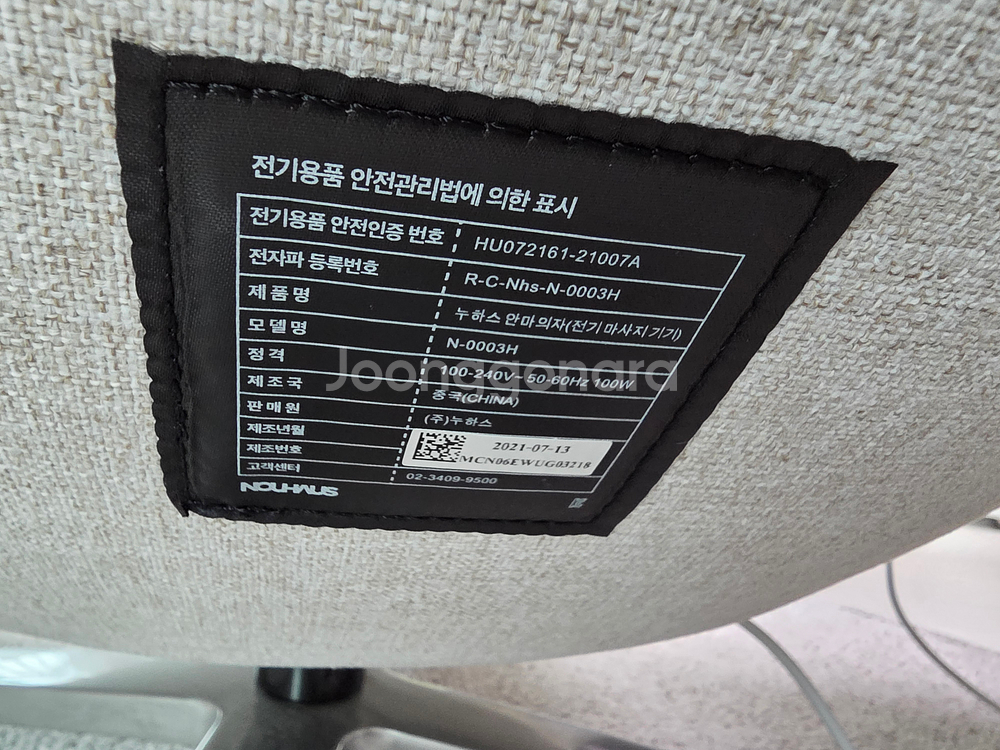 전기용품 안전관리법에 의한 표시
전기용품 안전인증 번호 HU072161-21007A
전자파 등록번호 R-C-Nhs-N-0003H
제품명 누하스 안마의자(전기 마사지 기기)
모델명 N-0003H
정격 100-240V~ 50-60Hz 100W
제조국 중국(CHINA)
판매원 (주)누하스
제조년월 2021-07-13
제조번호 MCN06EWUG03218
고객센터 02-3409-9500
NOUHAUS
Joonggonara